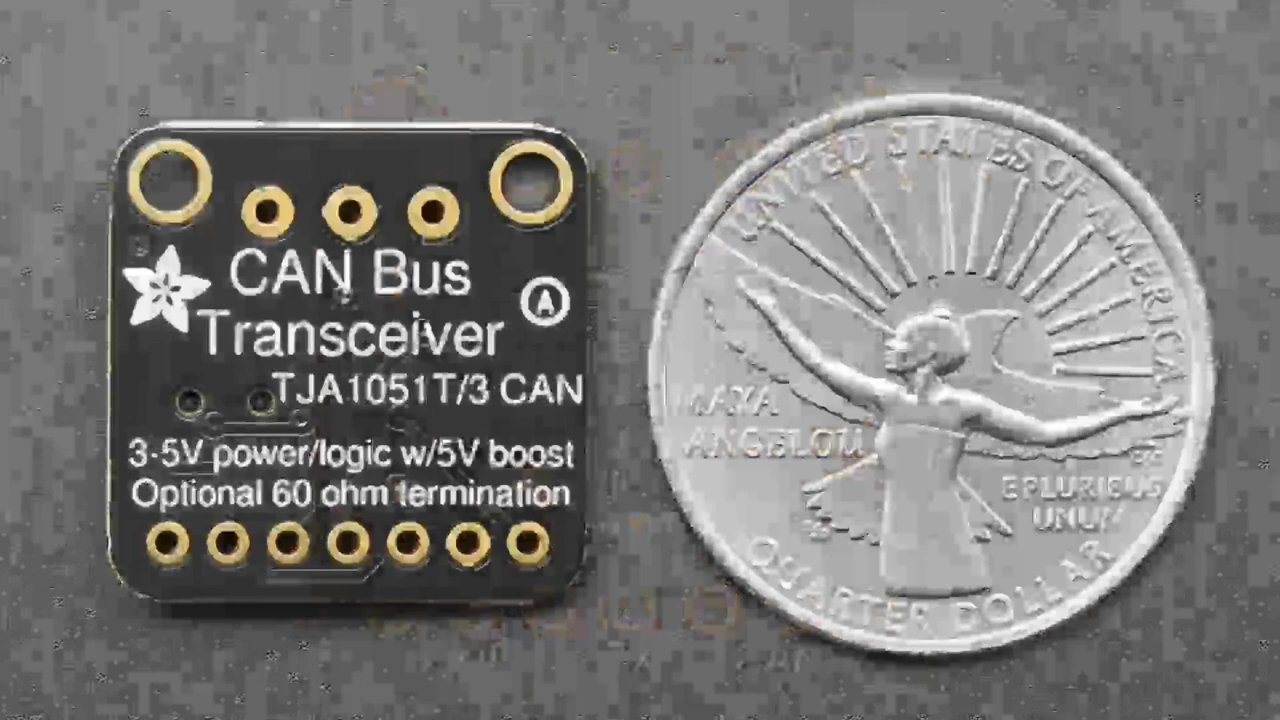 CAN Bus
Transceiver
TJA1051T/3 CAN
3-5V power/logic w/5V boost
Optional 60 ohm termination
A
UNITED STATES OF AMERICA
MAYA
ANGELOU
E PLURIBUS
UNUM
QUARTER DOLLAR